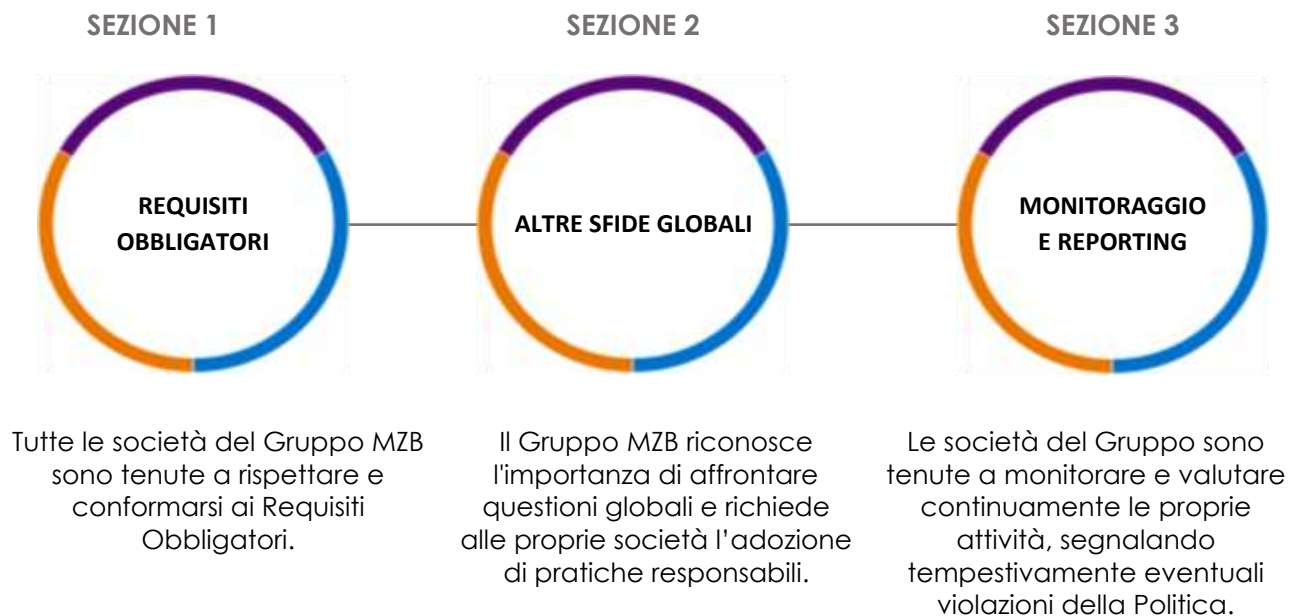 SEZIONE 1
SEZIONE 2
SEZIONE 3
REQUISITI
OBBLIGATORI
ALTRE SFIDE GLOBALI
MONITORAGGIO
E REPORTING
Tutte le società del Gruppo MZB
sono tenute a rispettare e
conformarsi ai Requisiti
Obbligatori.
Il Gruppo MZB riconosce
l'importanza di affrontare
questioni globali e richiede
alle proprie società l’adozione
di pratiche responsabili.
Le società del Gruppo sono
tenute a monitorare e valutare
continuamente le proprie
attività, segnalando
tempestivamente eventuali
violazioni della Politica.